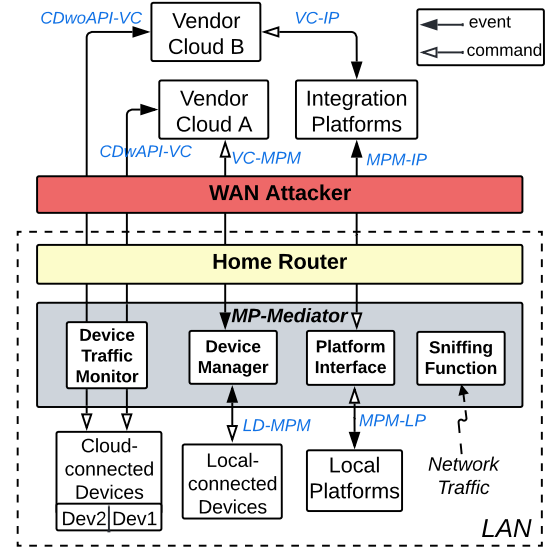 CDwoAPI-VC
Vendor
Cloud B
VC-IP
event
command
Vendor
Cloud A
Integration
Platforms
CDwAPI-VC
VC-MPM
MPM-IP
WAN Attacker
Home Router
MP-Mediator
Device
Traffic
Monitor
Device
Manager
Platform
Interface
Sniffing
Function
LD-MPM
MPM-LP
Cloud-
connected
Devices
Dev2
Dev1
Local-
connected
Devices
Local
Platforms
Network
Traffic
LAN